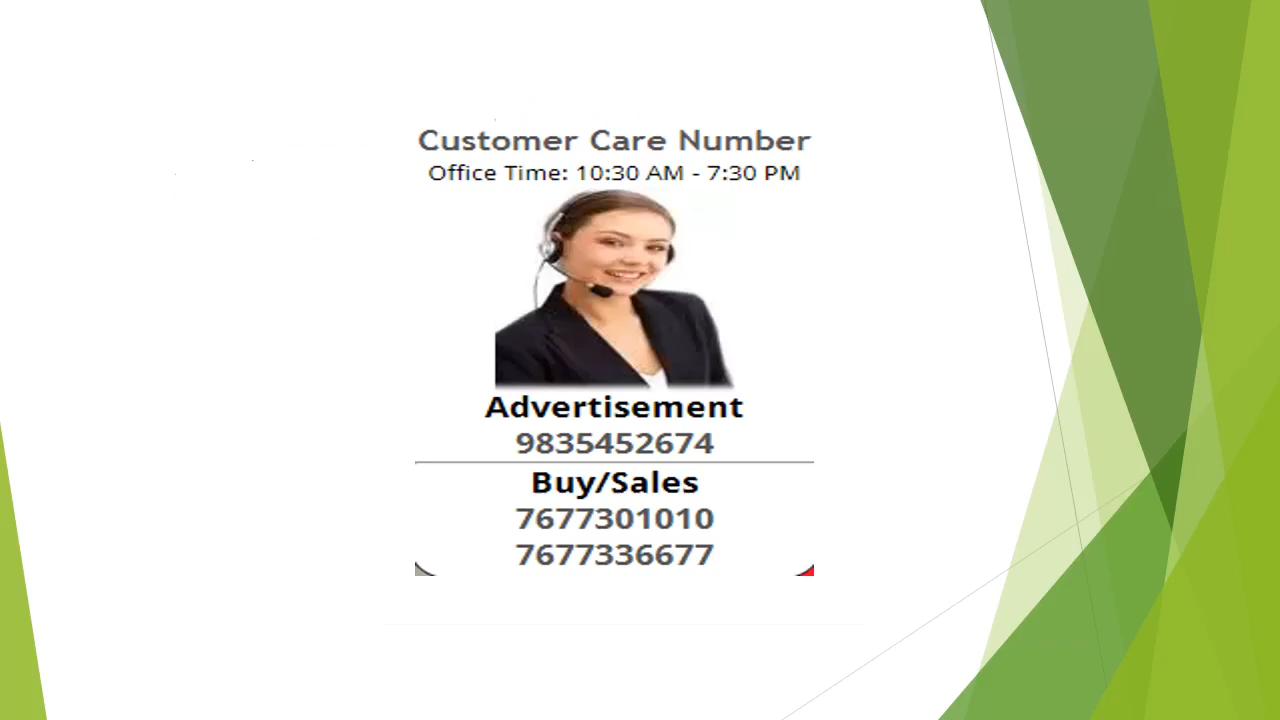 Customer Care Number
Office Time: 10:30 AM - 7:30 PM
Advertisement
9835452674
Buy/Sales
7677301010
7677336677